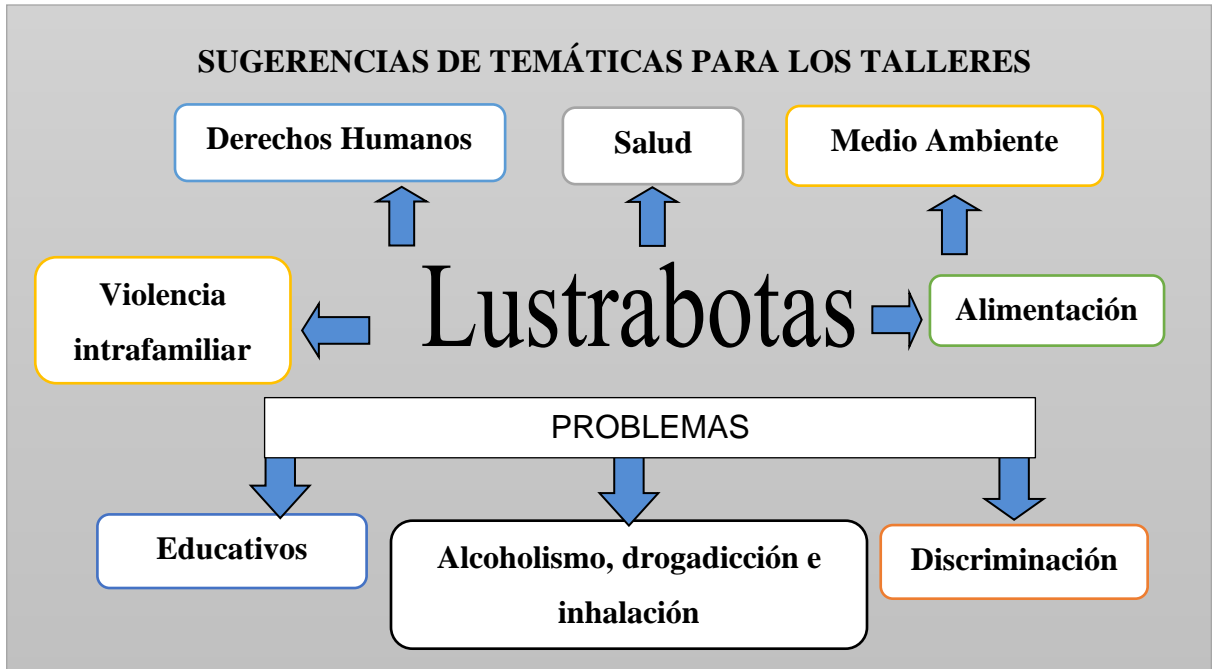 SUGERENCIAS DE TEMÁTICAS PARA LOS TALLERES
Derechos Humanos
Salud
Medio Ambiente
Violencia
intrafamiliar
Lustrabotas
Alimentación
PROBLEMAS
Educativos
Alcoholismo, drogadicción e
inhalación
Discriminación